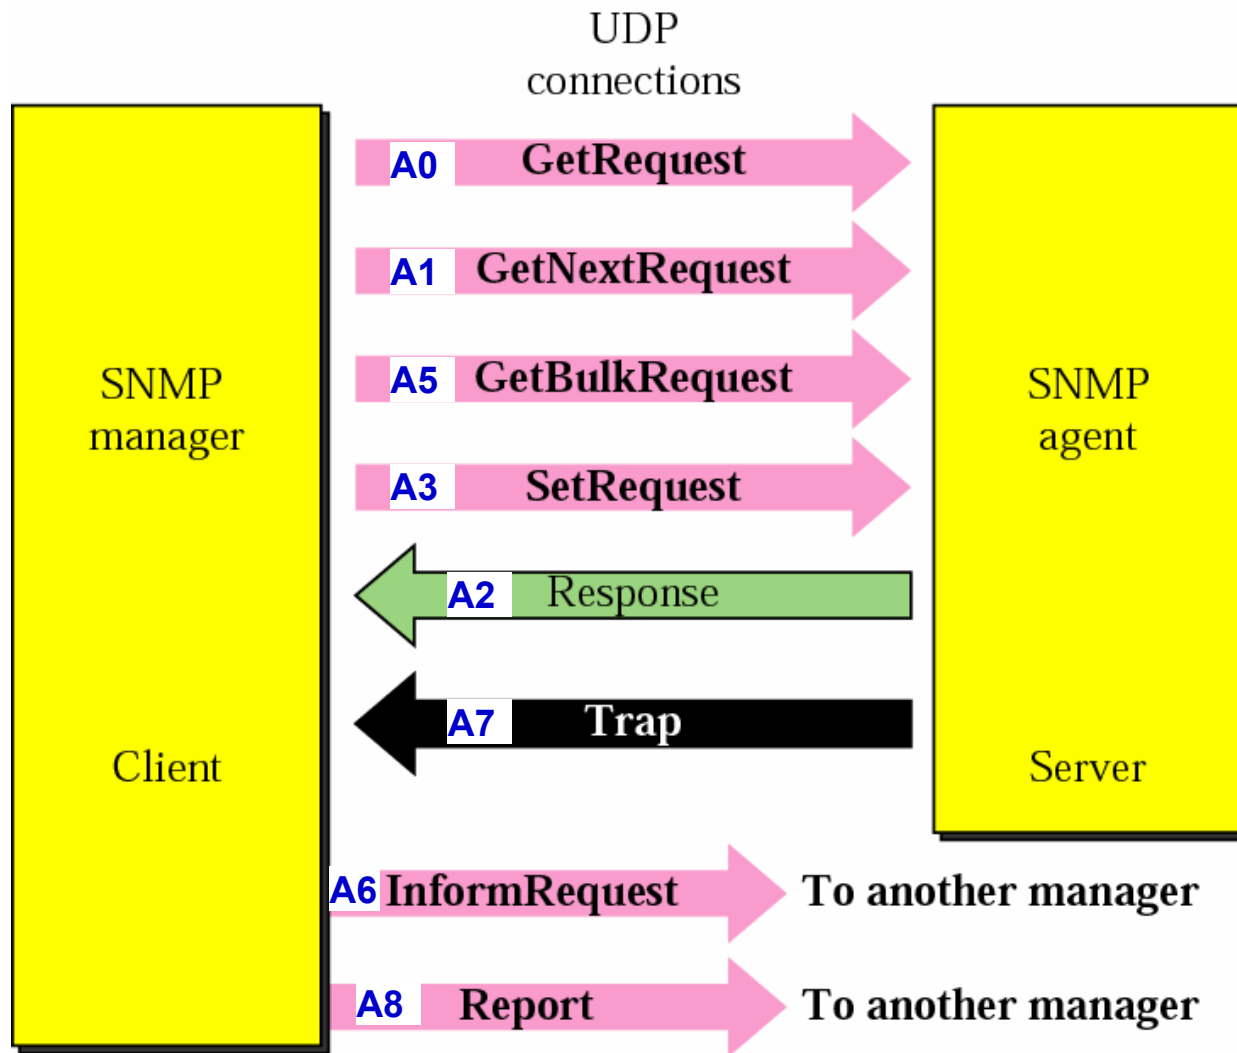 UDP
connections
A0 GetRequest
A1 GetNextRequest
A5 GetBulkRequest
SNMP
manager
SNMP
agent
A3 SetRequest
A2 Response
A7 Trap
Client
Server
A6 InformRequest To another manager
A8 Report To another manager